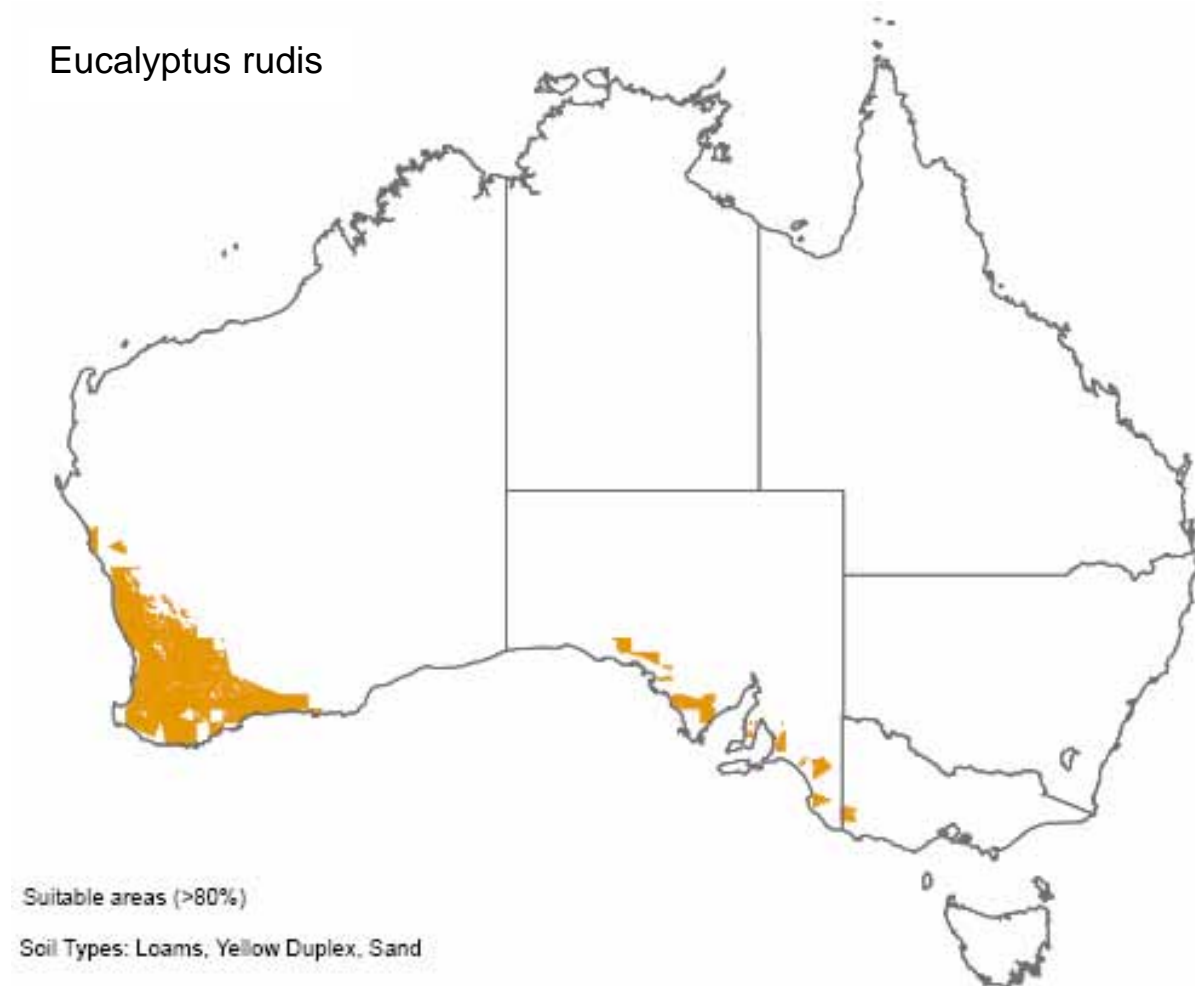 Eucalyptus rudis
Suitable areas (>80%)
Soil Types: Loams, Yellow Duplex, Sand